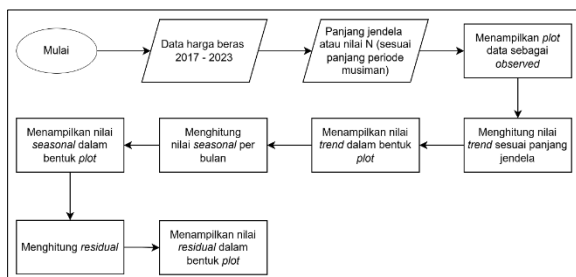 Mulai
Data harga beras
2017 - 2023
Panjang jendela
atau nilai N (sesuai
panjang periode
musiman)
Menampilkan plot
data sebagai
observed
Menghitung nilai
trend sesuai panjang
jendela
Menampilkan nilai
trend dalam bentuk
plot
Menghitung
nilai seasonal per
bulan
Menampilkan nilai
seasonal dalam
bentuk plot
Menghitung residual
Menampilkan nilai
residual dalam
bentuk plot